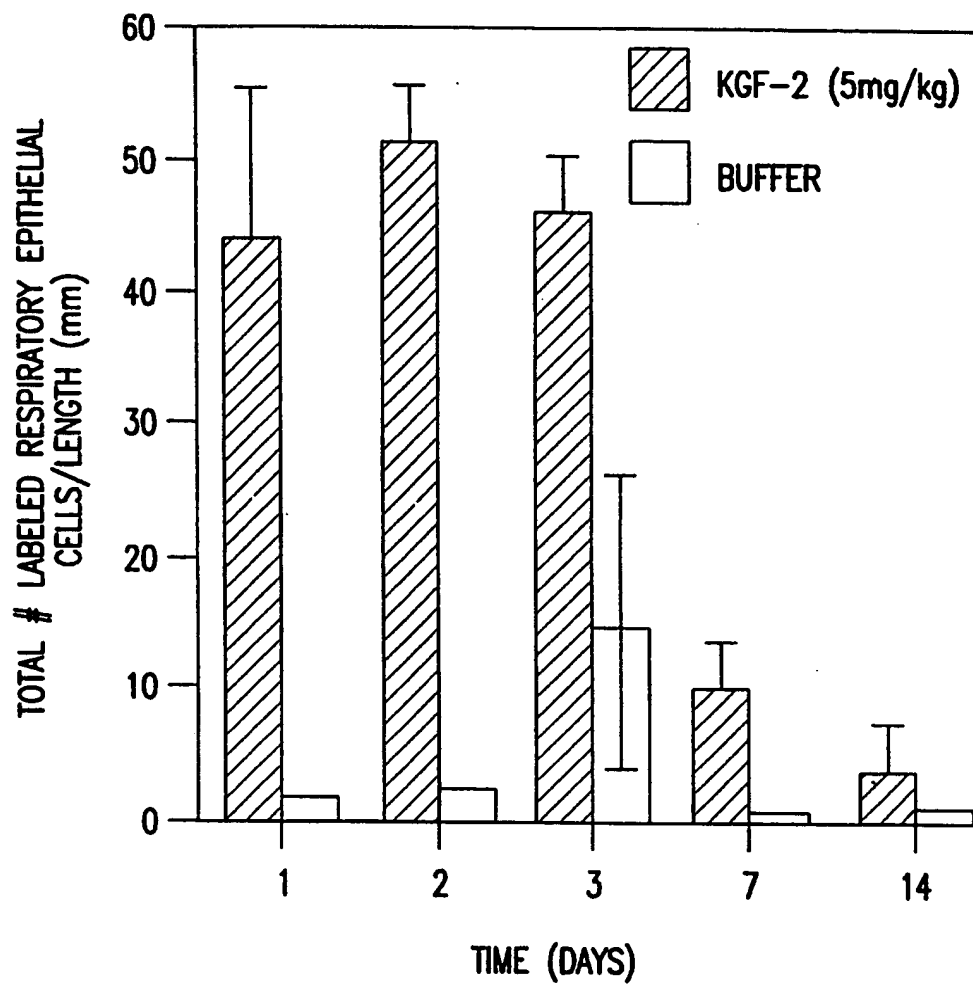 TOTAL # LABELED RESPIRATORY EPITHELIAL
CELLS/LENGTH (mm)
60
50
40
30
20
10
0
KGF-2 (5mg/kg)
BUFFER
1 2 3 7 14
TIME (DAYS)